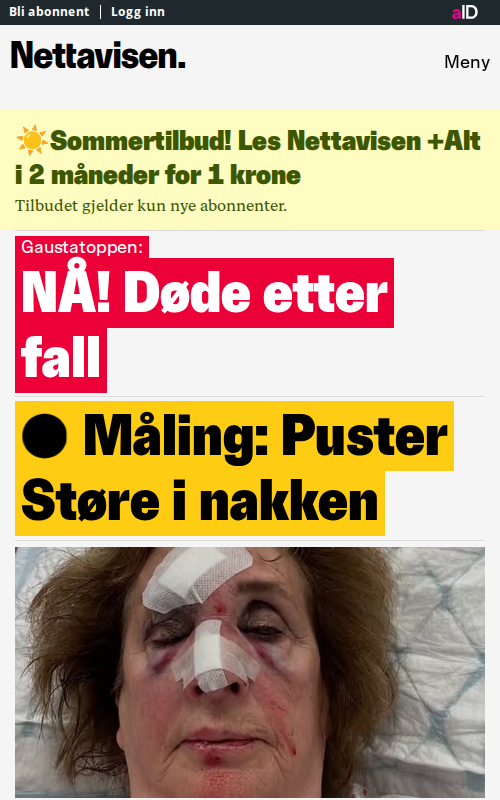 Bli abonnent | Logg inn
aID
Nettavisen.
Meny
☀️Sommertilbud! Les Nettavisen +Alt
i 2 måneder for 1 krone
Tilbudet gjelder kun nye abonnenter.
Gaustatoppen:
NÅ! Døde etter
fall
⚫ Måling: Puster
Støre i nakken